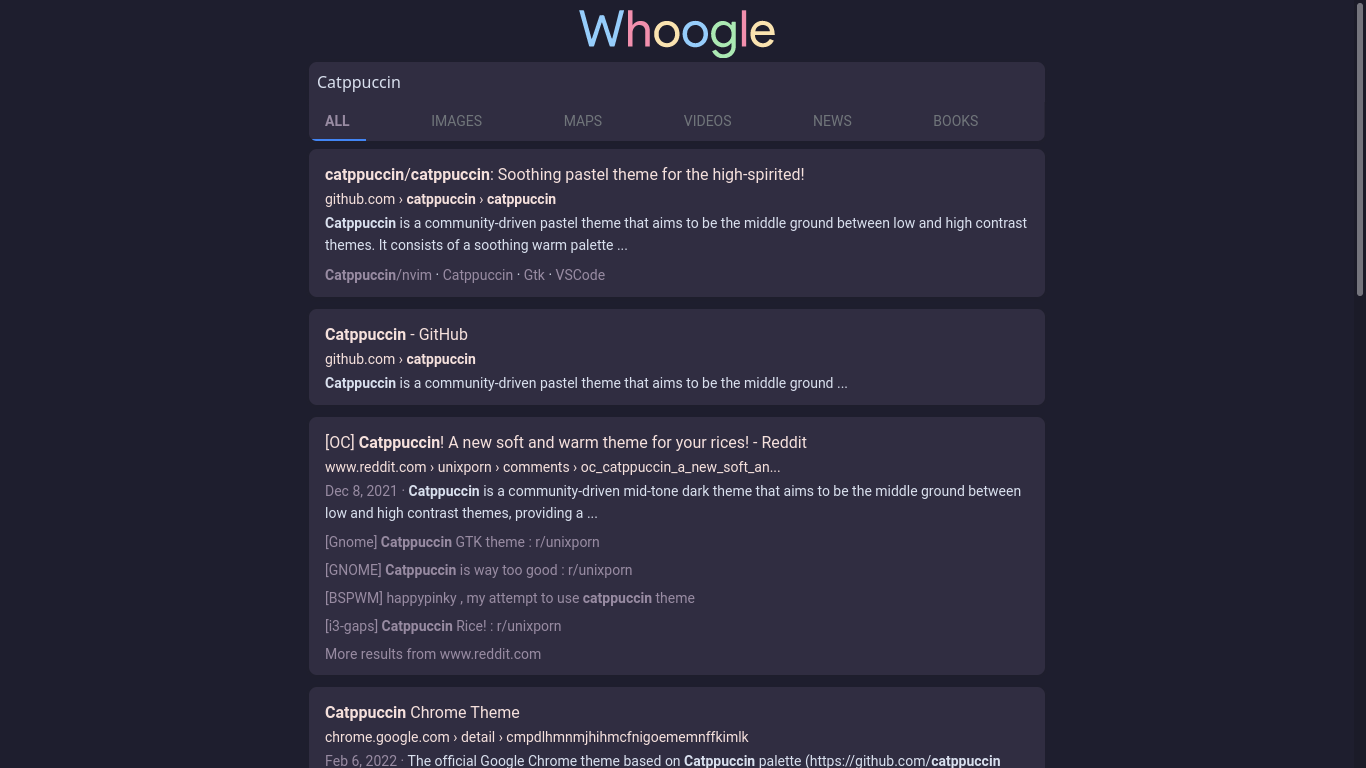 Whoogle
Catppuccin
ALL IMAGES MAPS VIDEOS NEWS BOOKS
catppuccin/catppuccin: Soothing pastel theme for the high-spirited!
github.com › catppuccin › catppuccin
Catppuccin is a community-driven pastel theme that aims to be the middle ground between low and high contrast
themes. It consists of a soothing warm palette ...
Catppuccin/nvim · Catppuccin · Gtk · VSCode
Catppuccin - GitHub
github.com › catppuccin
Catppuccin is a community-driven pastel theme that aims to be the middle ground ...
[OC] Catppuccin! A new soft and warm theme for your rices! - Reddit
www.reddit.com › unixporn › comments › oc_catppuccin_a_new_soft_an...
Dec 8, 2021 · Catppuccin is a community-driven mid-tone dark theme that aims to be the middle ground between
low and high contrast themes, providing a ...
[Gnome] Catppuccin GTK theme : r/unixporn
[GNOME] Catppuccin is way too good : r/unixporn
[BSPWM] happypinky , my attempt to use catppuccin theme
[i3-gaps] Catppuccin Rice! : r/unixporn
More results from www.reddit.com
Catppuccin Chrome Theme
chrome.google.com › detail › cmpdlhmnmjhihmcfnigoememnffkimlk
Feb 6, 2022 · The official Google Chrome theme based on Catppuccin palette (https://github.com/catppuccin